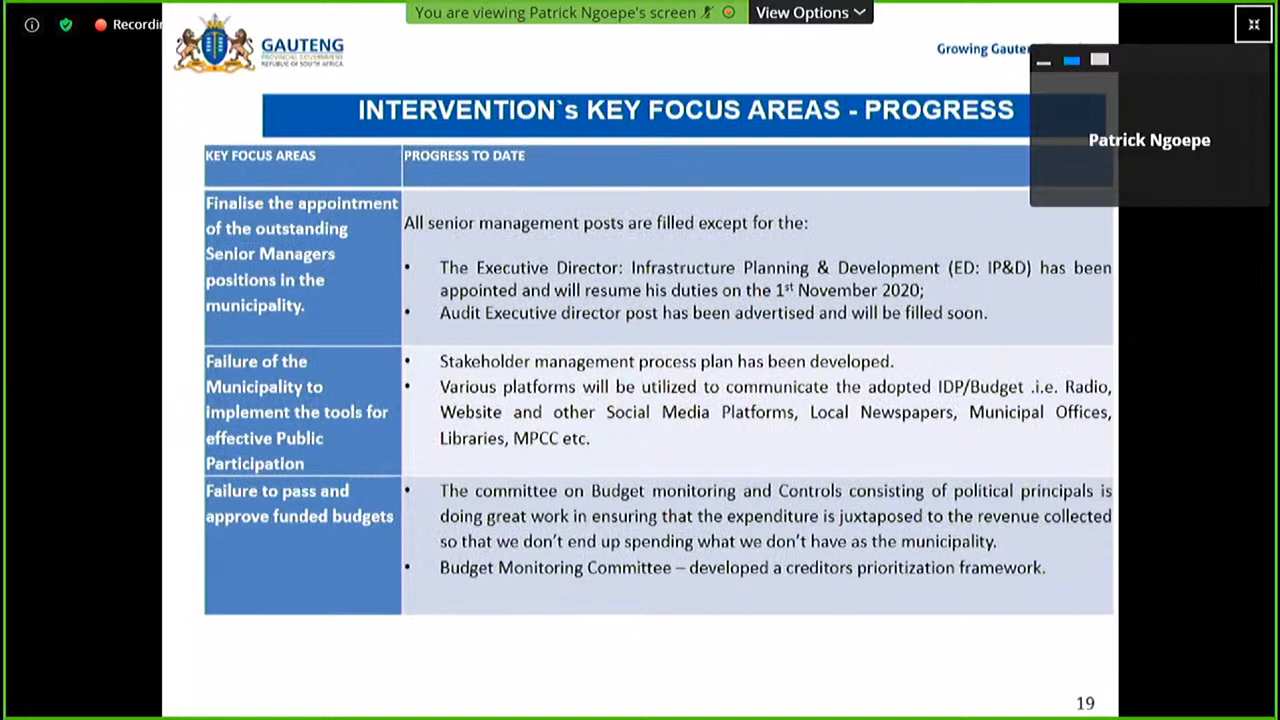 You are viewing Patrick Ngoepe's screen
View Options
Recordin
GAUTENG
PROVINCIAL GOVERNMENT
REPUBLIC OF SOUTH AFRICA
Growing Gauten
Patrick Ngoepe
INTERVENTION`s KEY FOCUS AREAS - PROGRESS
KEY FOCUS AREAS
PROGRESS TO DATE
Finalise the appointment
of the outstanding
Senior Managers
positions in the
municipality.
All senior management posts are filled except for the:
• The Executive Director: Infrastructure Planning & Development (ED: IP&D) has been
appointed and will resume his duties on the 1st November 2020;
• Audit Executive director post has been advertised and will be filled soon.
Failure of the
Municipality to
implement the tools for
effective Public
Participation
• Stakeholder management process plan has been developed.
• Various platforms will be utilized to communicate the adopted IDP/Budget .i.e. Radio,
Website and other Social Media Platforms, Local Newspapers, Municipal Offices,
Libraries, MPCC etc.
Failure to pass and
approve funded budgets
• The committee on Budget monitoring and Controls consisting of political principals is
doing great work in ensuring that the expenditure is juxtaposed to the revenue collected
so that we don't end up spending what we don't have as the municipality.
• Budget Monitoring Committee – developed a creditors prioritization framework.
19